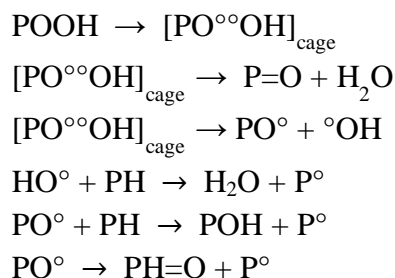 POOH → [PO°°OH]cage
[PO°°OH]cage → P=O + H2O
[PO°°OH]cage → PO° + °OH
HO° + PH → H2O + P°
PO° + PH → POH + P°
PO° → PH=O + P°